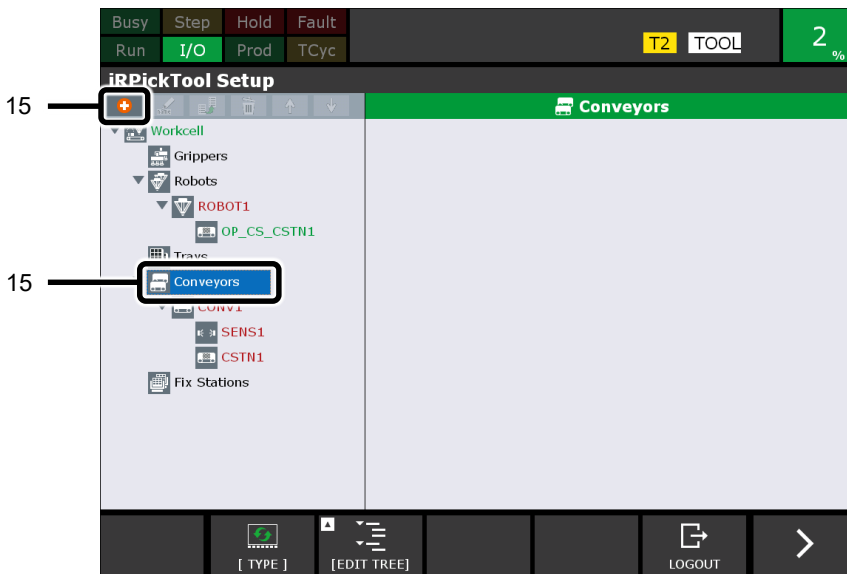 Busy Step Hold Fault
Run I/O Prod TCyc
T2 TOOL 2 %
iRPickTool Setup
15
Conveyors
Workcell
Grippers
Robots
ROBOT1
OP_CS_CSTN1
Trays
15
Conveyors
CONV1
SENS1
CSTN1
Fix Stations
[ TYPE ] [EDIT TREE] LOGOUT